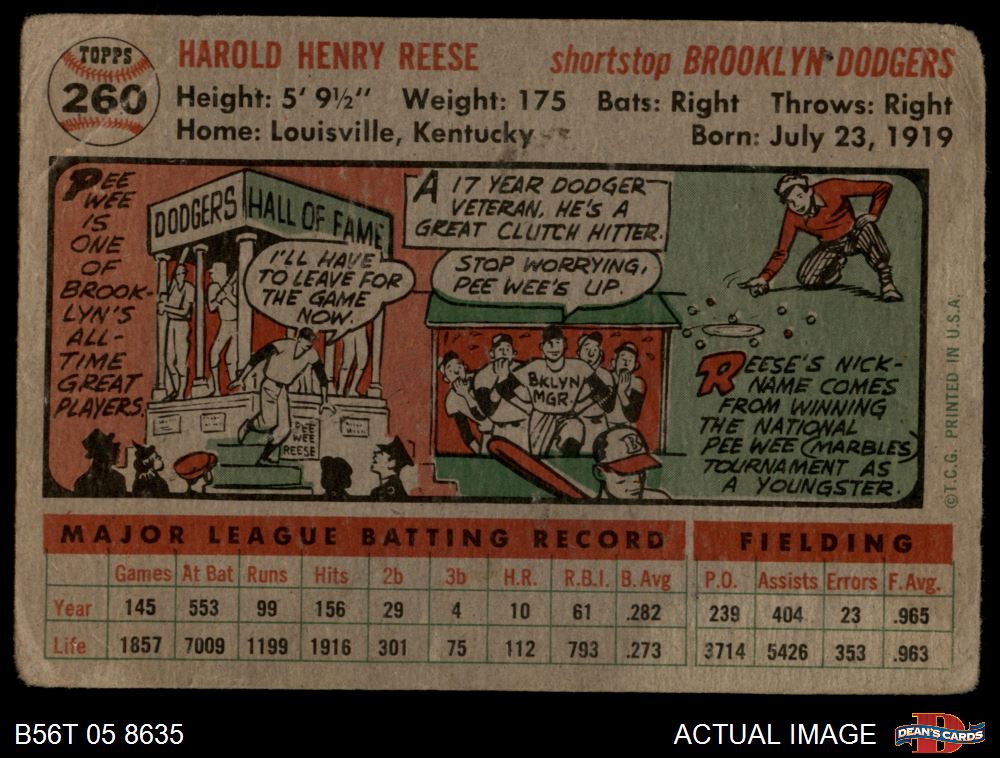 TOPPS
260
HAROLD HENRY REESE
shortstop BROOKLYN DODGERS
Height: 5' 9½" Weight: 175 Bats: Right Throws: Right
Home: Louisville, Kentucky Born: July 23, 1919
PEE
WEE
IS
ONE
OF
BROOK-
LYN'S
ALL-
TIME
GREAT
PLAYERS.
DODGERS HALL OF FAME
I'LL HAVE
TO LEAVE FOR
THE GAME
NOW.
PEE
WEE
REESE
A 17 YEAR DODGER
VETERAN, HE'S A
GREAT CLUTCH HITTER.
STOP WORRYING,
PEE WEE'S UP.
BKLYN
MGR.
B
REESE'S NICK-
NAME COMES
FROM WINNING
THE NATIONAL
PEE WEE (MARBLES)
TOURNAMENT AS
A YOUNGSTER.
©T.C.G. PRINTED IN U.S.A.
MAJOR LEAGUE BATTING RECORD FIELDING
Games At Bat Runs Hits 2b 3b H.R. R.B.I. B. Avg P.O. Assists Errors F. Avg.
Year 145 553 99 156 29 4 10 61 .282 239 404 23 .965
Life 1857 7009 1199 1916 301 75 112 793 .273 3714 5426 353 .963
B56T 05 8635
ACTUAL IMAGE
DEAN'S CARDS